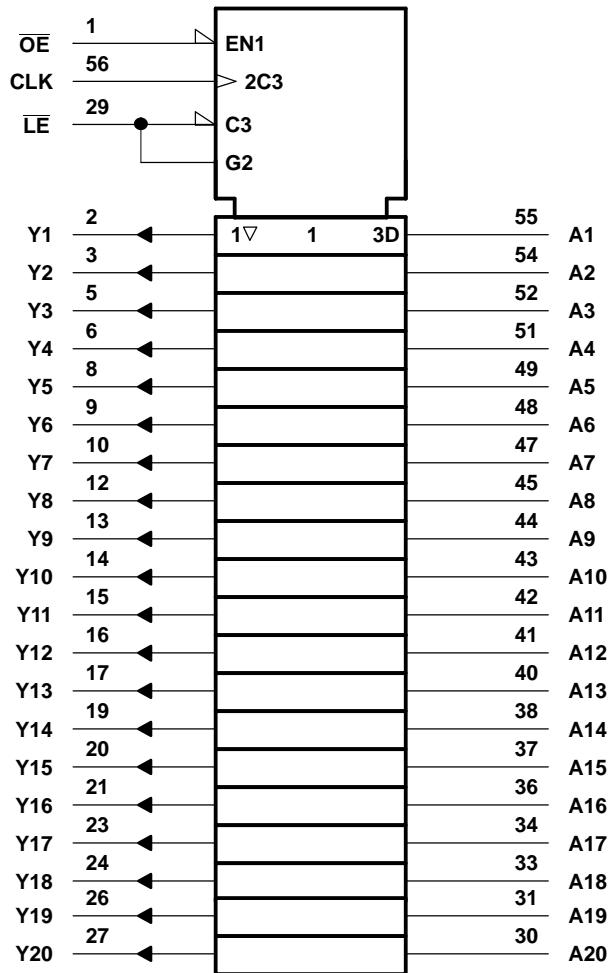 1
OE EN1
56
CLK 2C3
29
LE C3
G2
2 55
Y1 1▽ 1 3D A1
3 54
Y2 A2
5 52
Y3 A3
6 51
Y4 A4
8 49
Y5 A5
9 48
Y6 A6
10 47
Y7 A7
12 45
Y8 A8
13 44
Y9 A9
14 43
Y10 A10
15 42
Y11 A11
16 41
Y12 A12
17 40
Y13 A13
19 38
Y14 A14
20 37
Y15 A15
21 36
Y16 A16
23 34
Y17 A17
24 33
Y18 A18
26 31
Y19 A19
27 30
Y20 A20